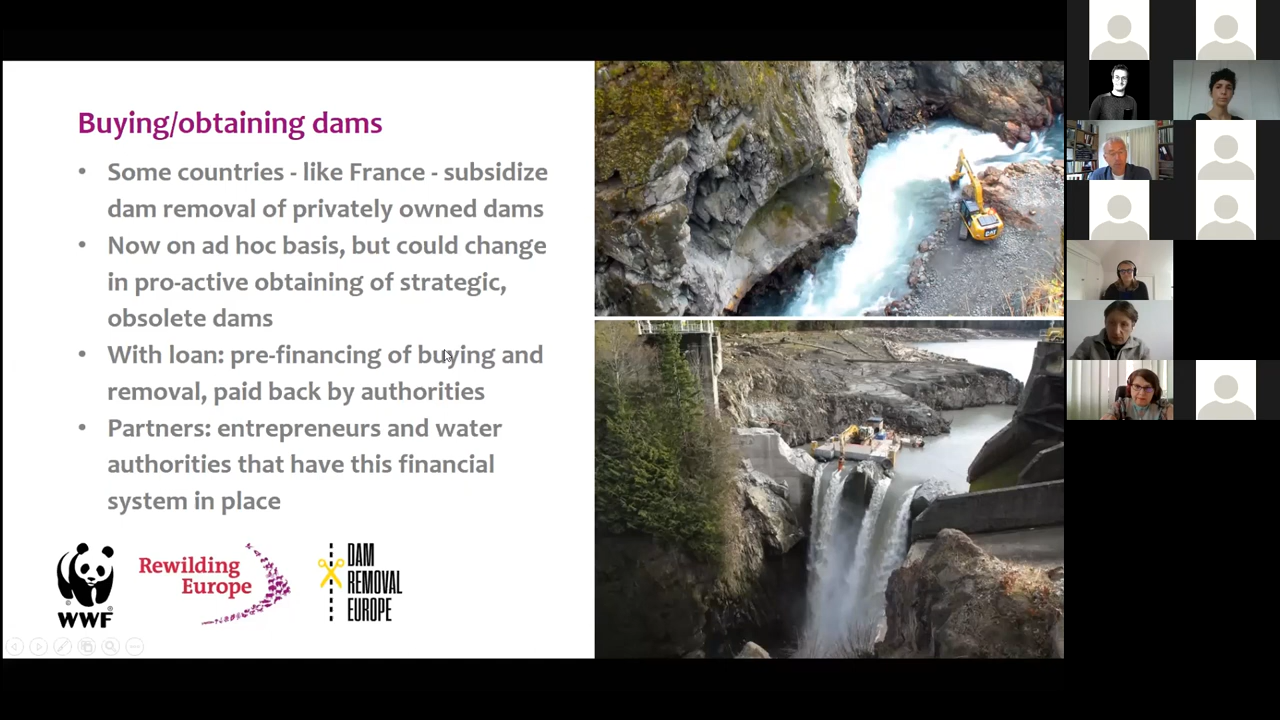 Buying/obtaining dams
• Some countries - like France - subsidize
dam removal of privately owned dams
• Now on ad hoc basis, but could change
in pro-active obtaining of strategic,
obsolete dams
• With loan: pre-financing of buying and
removal, paid back by authorities
• Partners: entrepreneurs and water
authorities that have this financial
system in place
WWF
Rewilding
Europe
DAM
REMOVAL
EUROPE
CAT